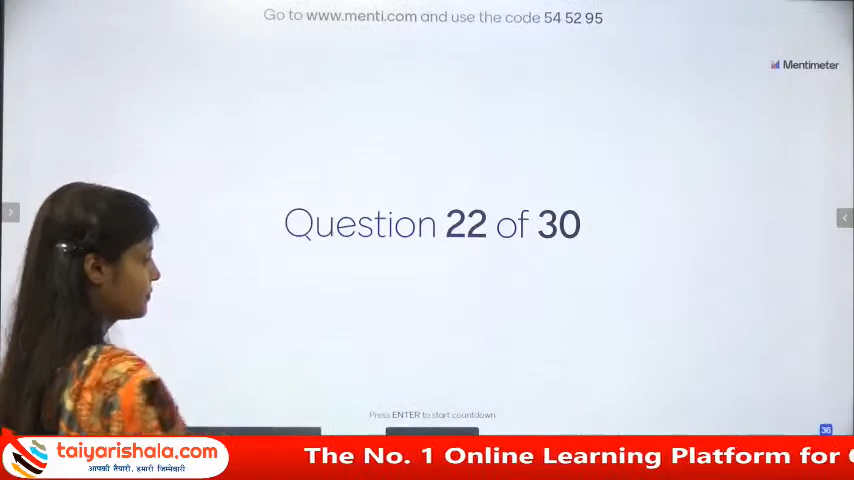 Go to www.menti.com and use the code 54 52 95
Mentimeter
Question 22 of 30
Press ENTER to start countdown
36
taiyarishala.com
आपकी तैयारी, हमारी जिम्मेदारी
The No. 1 Online Learning Platform for